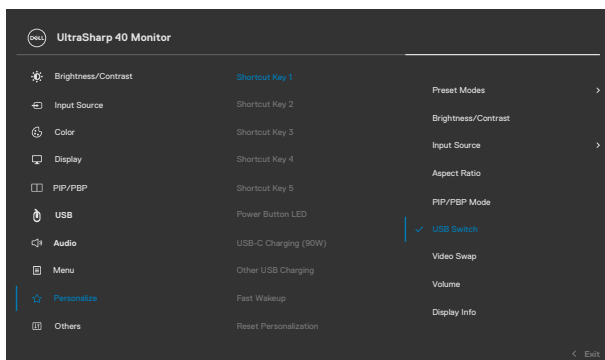 DELL UltraSharp 40 Monitor
Brightness/Contrast
Input Source
Color
Display
PIP/PBP
USB
Audio
Menu
Personalize
Others
Shortcut Key 1
Shortcut Key 2
Shortcut Key 3
Shortcut Key 4
Shortcut Key 5
Power Button LED
USB-C Charging (90W)
Other USB Charging
Fast Wakeup
Reset Personalization
Preset Modes
Brightness/Contrast
Input Source
Aspect Ratio
PIP/PBP Mode
USB Switch
Video Swap
Volume
Display Info
Exit